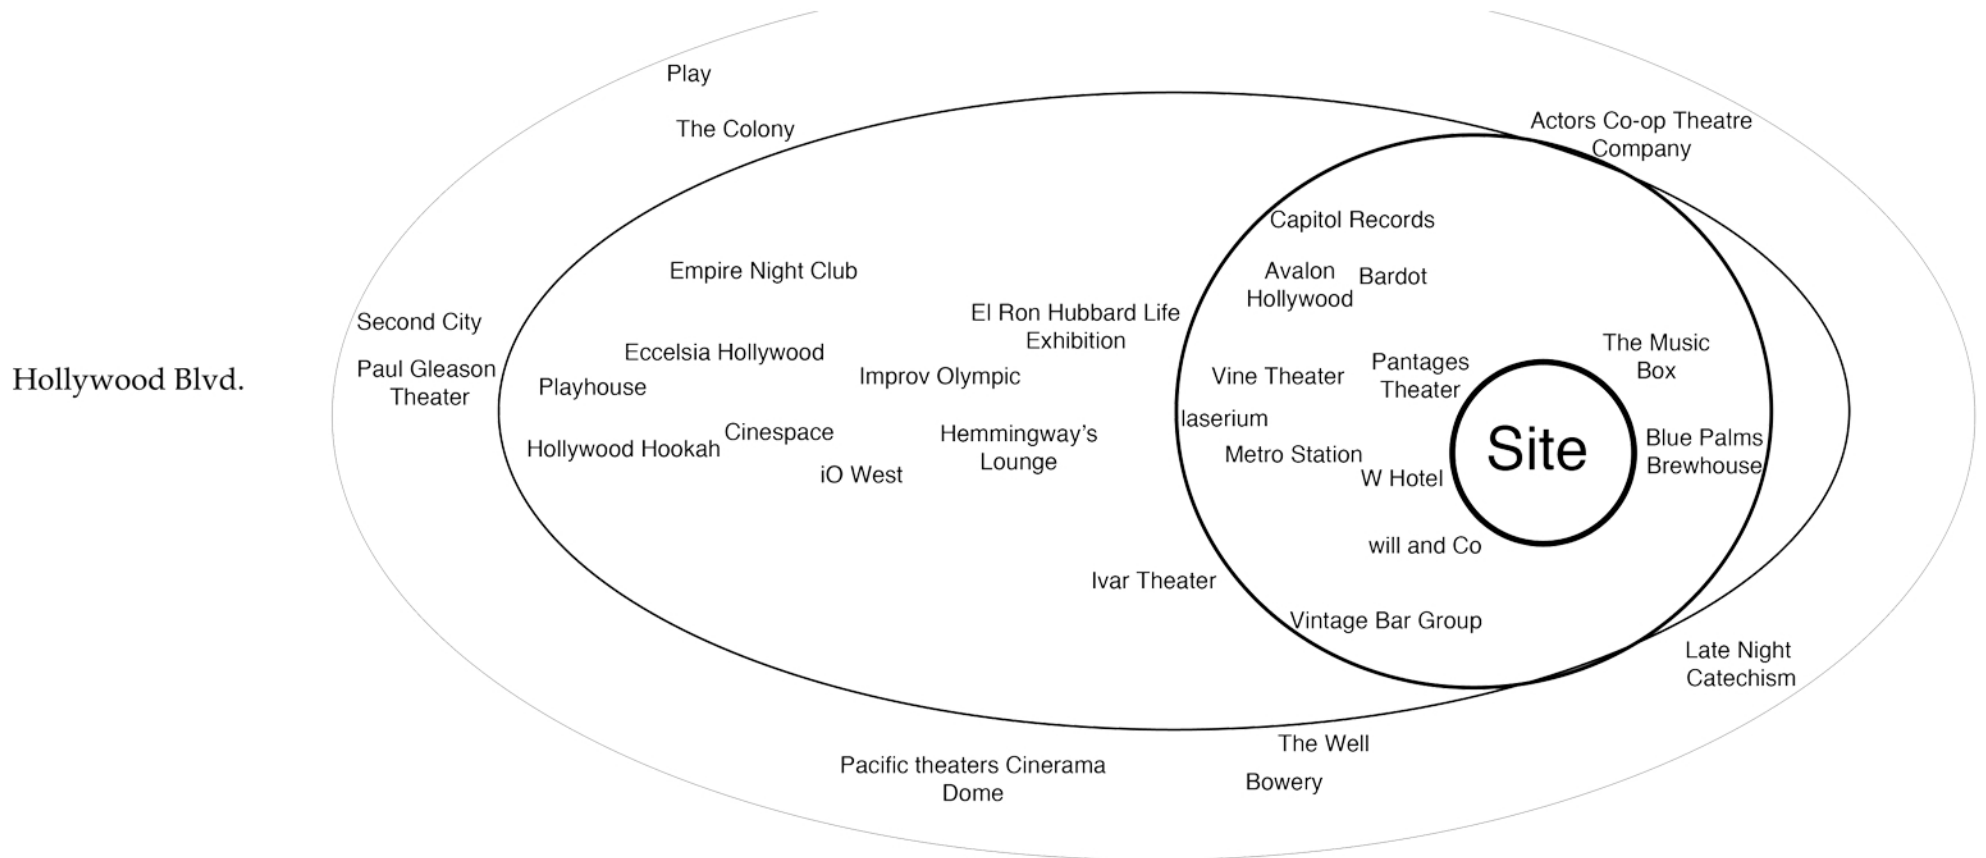 Play
The Colony
Actors Co-op Theatre
Company
Capitol Records
Empire Night Club
Avalon
Hollywood
Bardot
El Ron Hubbard Life
Exhibition
Second City
Eccelsia Hollywood
The Music
Box
Hollywood Blvd.
Paul Gleason
Theater
Playhouse
Improv Olympic
Vine Theater
Pantages
Theater
laserium
Hollywood Hookah
Cinespace
Hemmingway's
Lounge
Metro Station
Site
Blue Palms
Brewhouse
iO West
W Hotel
will and Co
Ivar Theater
Vintage Bar Group
Late Night
Catechism
The Well
Pacific theaters Cinerama
Dome
Bowery